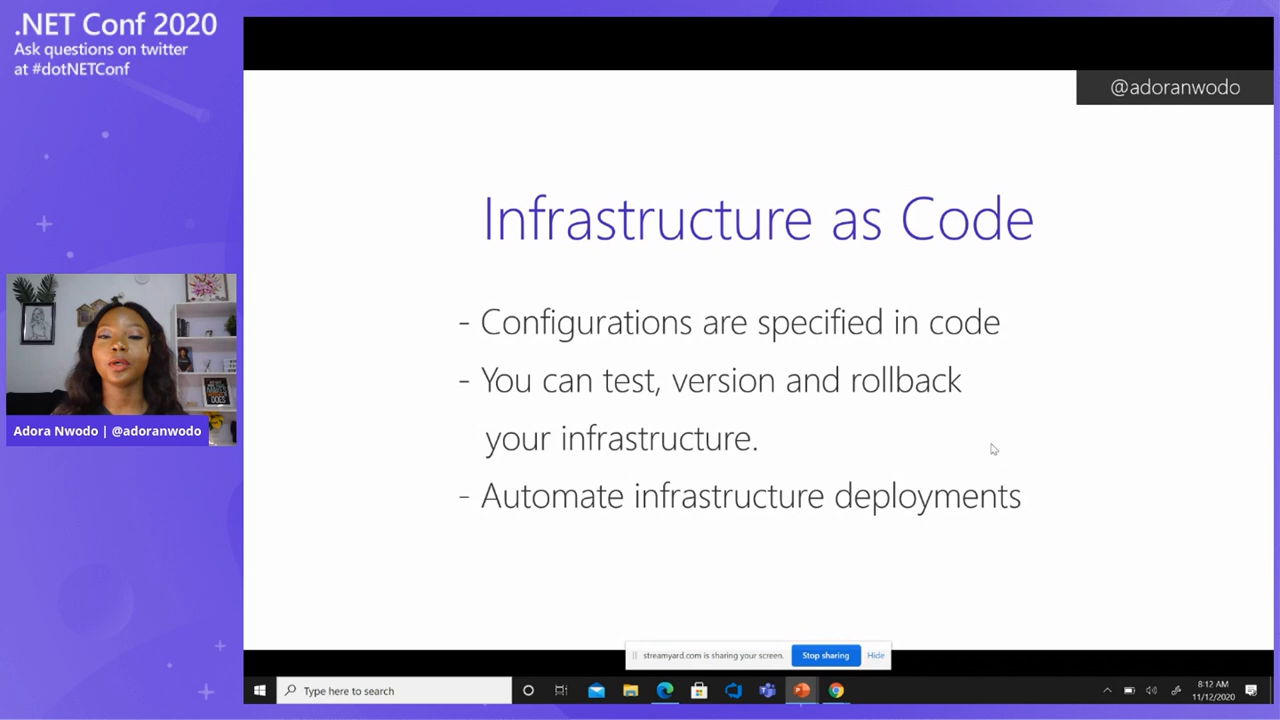 .NET Conf 2020
Ask questions on twitter
at #dotNETConf
@adoranwodo
Infrastructure as Code
- Configurations are specified in code
- You can test, version and rollback
your infrastructure.
- Automate infrastructure deployments
Adora Nwodo | @adoranwodo
streamyard.com is sharing your screen.
Stop sharing
Hide
Type here to search
8:12 AM
11/12/2020